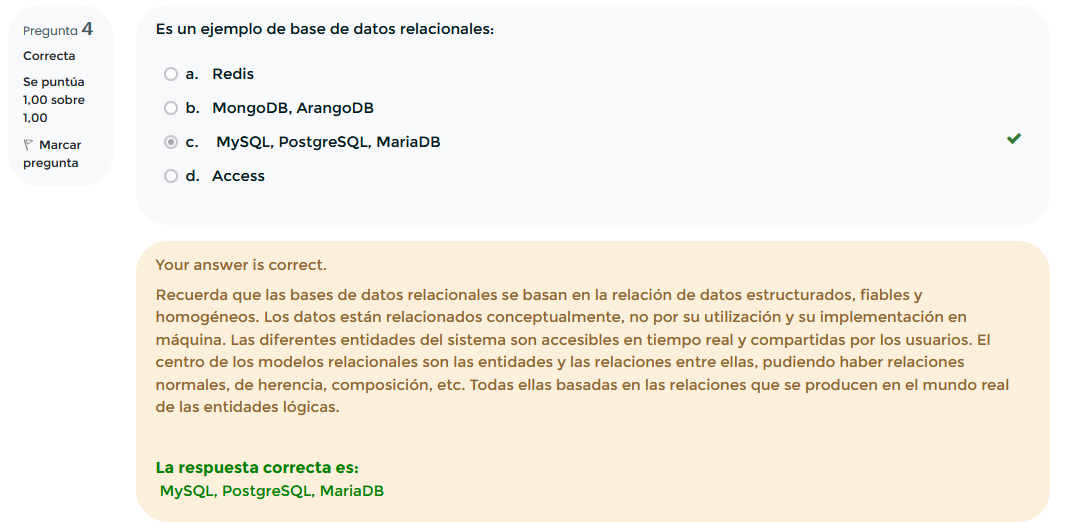 Pregunta 4
Correcta
Se puntúa
1,00 sobre
1,00
Marcar
pregunta
Es un ejemplo de base de datos relacionales:
a. Redis
b. MongoDB, ArangoDB
c. MySQL, PostgreSQL, MariaDB
d. Access
Your answer is correct.
Recuerda que las bases de datos relacionales se basan en la relación de datos estructurados, fiables y
homogéneos. Los datos están relacionados conceptualmente, no por su utilización y su implementación en
máquina. Las diferentes entidades del sistema son accesibles en tiempo real y compartidas por los usuarios. El
centro de los modelos relacionales son las entidades y las relaciones entre ellas, pudiendo haber relaciones
normales, de herencia, composición, etc. Todas ellas basadas en las relaciones que se producen en el mundo real
de las entidades lógicas.
La respuesta correcta es:
MySQL, PostgreSQL, MariaDB